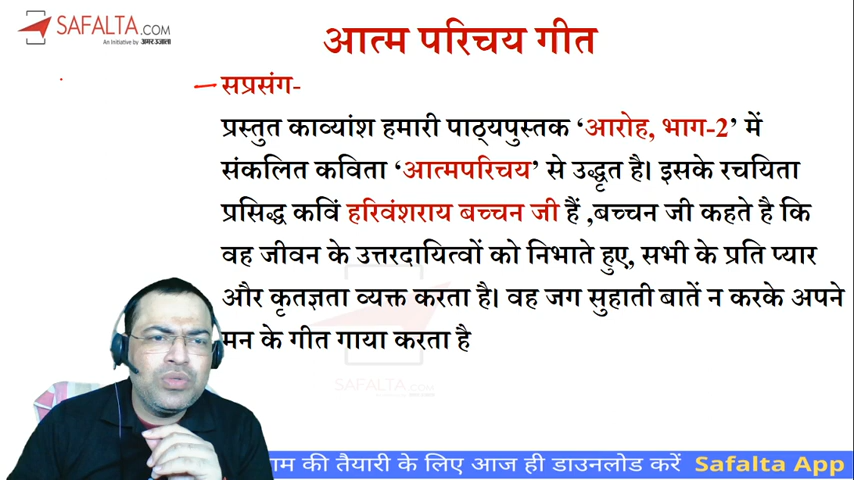 SAFALTA.COM
An Initiative by अमर उजाला
आत्म परिचय गीत
सप्रसंग-
प्रस्तुत काव्यांश हमारी पाठ्यपुस्तक ‘आरोह, भाग-2’ में
संकलित कविता ‘आत्मपरिचय’ से उद्धृत है। इसके रचयिता
प्रसिद्ध कविं हरिवंशराय बच्चन जी हैं ,बच्चन जी कहते है कि
वह जीवन के उत्तरदायित्वों को निभाते हुए, सभी के प्रति प्यार
और कृतज्ञता व्यक्त करता है। वह जग सुहाती बातें न करके अपने
मन के गीत गाया करता है
SAFALTA.COM
की तैयारी के लिए आज ही डाउनलोड करें Safalta App